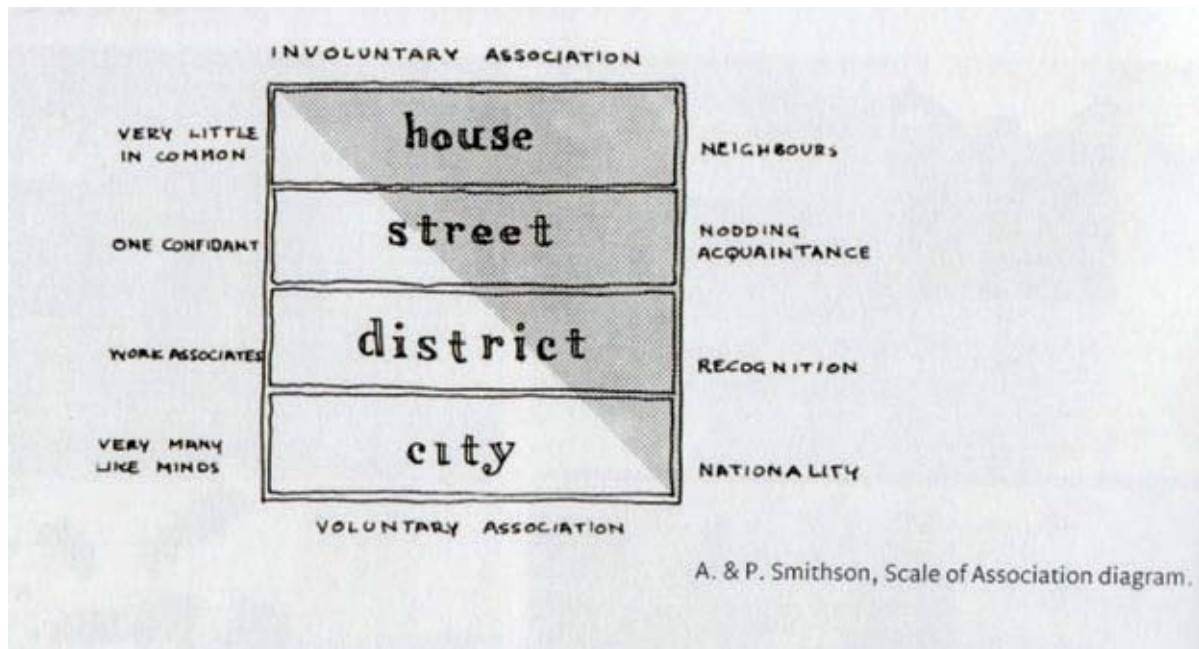 INVOLUNTARY ASSOCIATION
VERY LITTLE
IN COMMON
house
NEIGHBOURS
ONE CONFIDANT
street
NODDING
ACQUAINTANCE
WORK ASSOCIATES
district
RECOGNITION
VERY MANY
LIKE MINDS
city
NATIONALITY
VOLUNTARY ASSOCIATION
A. & P. Smithson, Scale of Association diagram.